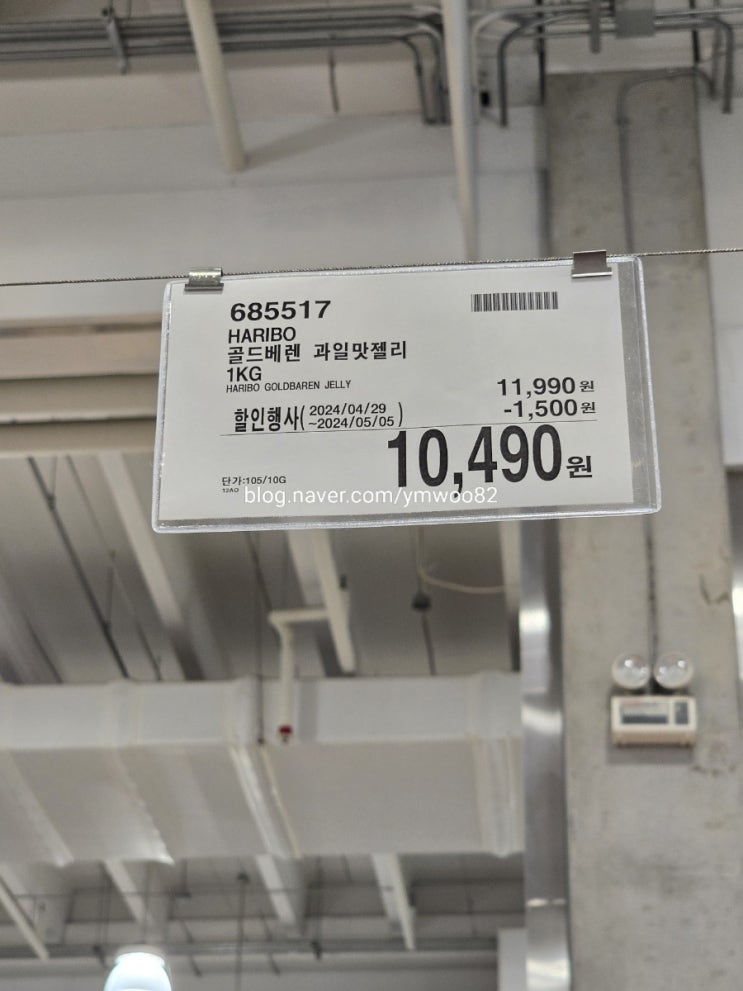 685517
HARIBO
골드베렌 과일맛젤리
1KG
HARIBO GOLDBAREN JELLY
11,990원
할인행사( 2024/04/29 ~2024/05/05 ) -1,500원
10,490원
단가:105/10G
blog.naver.com/ymwoo82